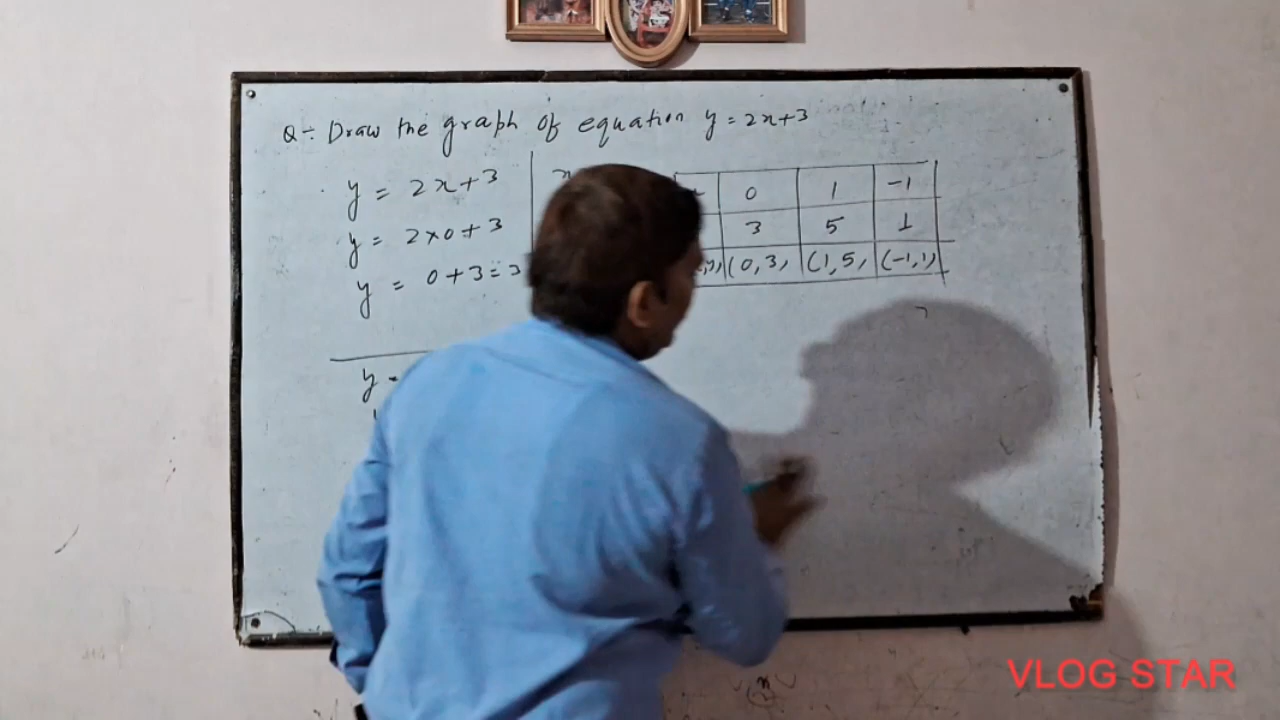 Q÷ Draw the graph of equation y = 2x+3
y = 2x+3
y = 2×0+3
y = 0+3=3
x 0 1 -1
3 5 1
,y) (0,3) (1,5) (-1,1)
y =
VLOG STAR